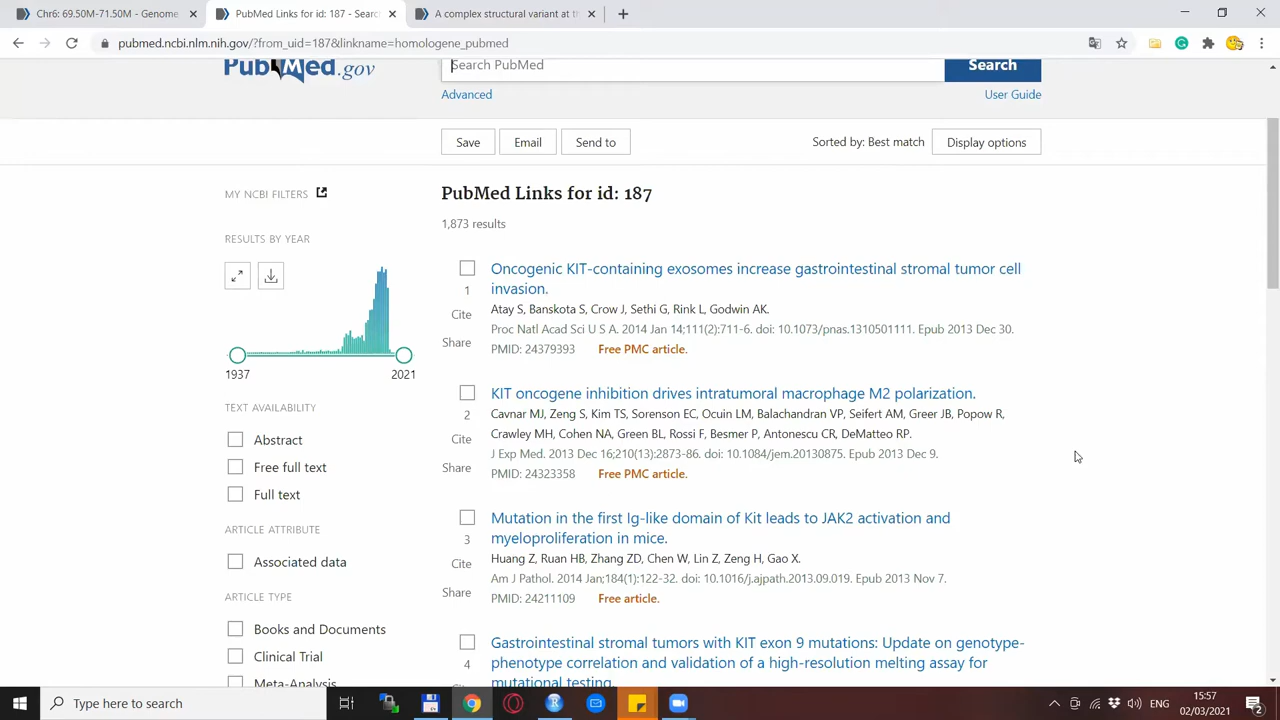 Chr6: 69.50M-71.50M - Genome
PubMed Links for id: 187 - Sear
A complex structural variant at th
pubmed.ncbi.nlm.nih.gov/?from_uid=187&linkname=homologene_pubmed
PubMed.gov
Search PubMed
Search
Advanced
User Guide
Save
Email
Send to
Sorted by: Best match
Display options
MY NCBI FILTERS
PubMed Links for id: 187
1,873 results
RESULTS BY YEAR
1937
2021
TEXT AVAILABILITY
Abstract
Free full text
Full text
ARTICLE ATTRIBUTE
Associated data
ARTICLE TYPE
Books and Documents
Clinical Trial
Meta-Analysis
Oncogenic KIT-containing exosomes increase gastrointestinal stromal tumor cell
invasion.
1
Cite
Share
Atay S, Banskota S, Crow J, Sethi G, Rink L, Godwin AK.
Proc Natl Acad Sci U S A. 2014 Jan 14;111(2):711-6. doi: 10.1073/pnas.1310501111. Epub 2013 Dec 30.
PMID: 24379393 Free PMC article.
KIT oncogene inhibition drives intratumoral macrophage M2 polarization.
2
Cite
Share
Cavnar MJ, Zeng S, Kim TS, Sorenson EC, Ocuin LM, Balachandran VP, Seifert AM, Greer JB, Popow R,
Crawley MH, Cohen NA, Green BL, Rossi F, Besmer P, Antonescu CR, DeMatteo RP.
J Exp Med. 2013 Dec 16;210(13):2873-86. doi: 10.1084/jem.20130875. Epub 2013 Dec 9.
PMID: 24323358 Free PMC article.
Mutation in the first Ig-like domain of Kit leads to JAK2 activation and
myeloproliferation in mice.
3
Cite
Share
Huang Z, Ruan HB, Zhang ZD, Chen W, Lin Z, Zeng H, Gao X.
Am J Pathol. 2014 Jan;184(1):122-32. doi: 10.1016/j.ajpath.2013.09.019. Epub 2013 Nov 7.
PMID: 24211109 Free article.
Gastrointestinal stromal tumors with KIT exon 9 mutations: Update on genotype-
phenotype correlation and validation of a high-resolution melting assay for
mutational testing.
4
Type here to search
ENG
15:57
02/03/2021
2